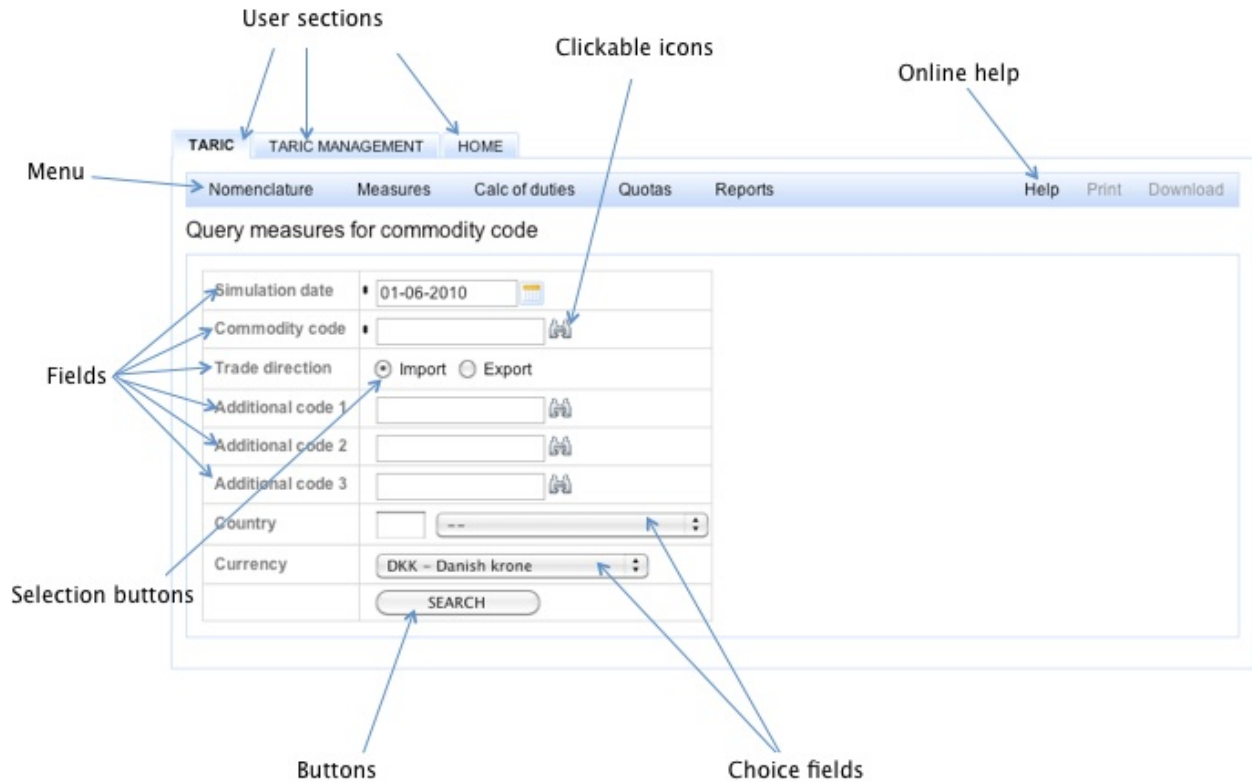 User sections
Clickable icons
Online help
TARIC TARIC MANAGEMENT HOME
Menu
Nomenclature Measures Calc of duties Quotas Reports Help Print Download
Query measures for commodity code
Simulation date 01-06-2010
Commodity code
Trade direction Import Export
Fields
Additional code 1
Additional code 2
Additional code 3
Country --
Currency DKK – Danish krone
Selection buttons
SEARCH
Buttons
Choice fields